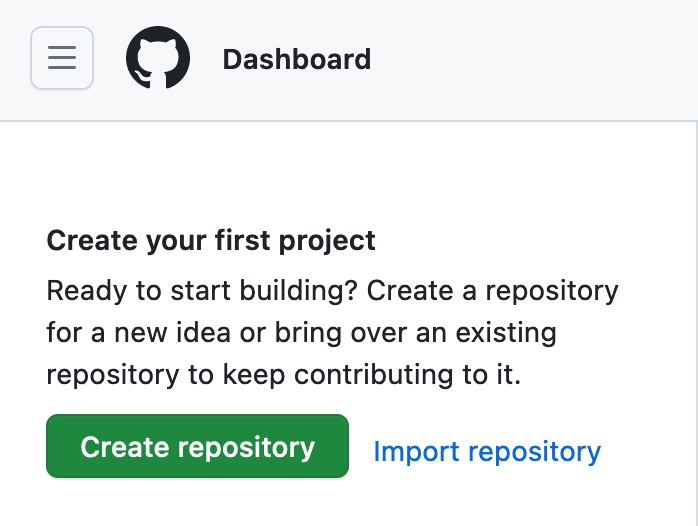 Dashboard
Create your first project
Ready to start building? Create a repository
for a new idea or bring over an existing
repository to keep contributing to it.
Create repository
Import repository